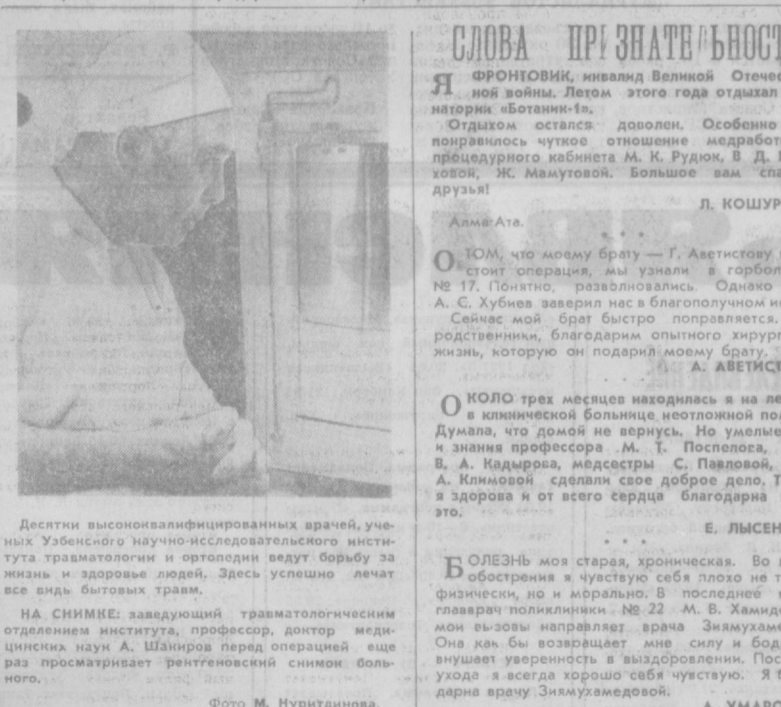 Десятки высококвалифицированных врачей, уче-
ных Узбекского научно-исследовательского инсти-
тута травматологии и ортопедии ведут борьбу за
жизнь и здоровье людей. Здесь успешно лечат
все виды бытовых травм.
НА СНИМКЕ: заведующий травматологическим
отделением института, профессор, доктор меди-
цинских наук А. Шакиров перед операцией еще
раз просматривает рентгеновский снимок боль-
ного.
Фото М. Нуритдинова.
СЛОВА ПРИЗНАТЕЛЬНОСТ
Я ФРОНТОВИК, инвалид Великой Отечес
ной войны. Летом этого года отдыхал
натории «Ботаник-1».
Отдыхом остался доволен. Особенно
понравилось чуткое отношение медработ
процедурного кабинета М. К. Рудюк, В. Д.
ховой, Ж. Мамутовой. Большое вам спа
друзья!
Л. КОШУР
Алма-Ата.
* * *
О ТОМ, что моему брату — Г. Аветистову
стоит операция, мы узнали в горбол
№ 17. Понятно, разволновались. Однако
А. С. Хубиев заверил нас в благополучном ис
Сейчас мой брат быстро поправляется.
родственники, благодарим опытного хирург
жизнь, которую он подарил моему брату.
А. АВЕТИСТ
ОКОЛО трех месяцев находилась я на ле
в клинической больнице неотложной пом
Думала, что домой не вернусь. Но умелые
и знания профессора М. Т. Поспелова,
В. А. Кадырова, медсестры С. Павловой,
А. Климовой сделали свое доброе дело. Т
я здорова и от всего сердца благодарна
это.
Е. ЛЫСЕН
* * *
БОЛЕЗНЬ моя старая, хроническая. Во
обострения я чувствую себя плохо не т
физически, но и морально. В последнее
главврач поликлиники № 22 М. В. Хамид
мои вызовы направляет врача Зиямухаме
Она как бы возвращает мне силу и бод
внушает уверенность в выздоровлении. Пос
ухода я всегда хорошо себя чувствую. Я б
дарна врачу Зиямухамедовой.
А. УМАРО